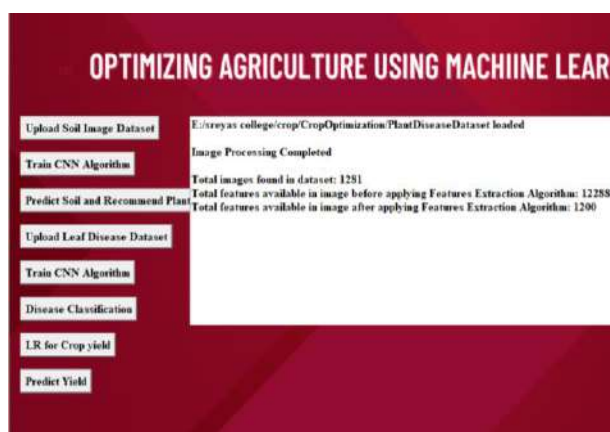 OPTIMIZING AGRICULTURE USING MACHIINE LEAR
Upload Soil Image Dataset
Train CNN Algorithm
Predict Soil and Recommend Plant
Upload Leaf Disease Dataset
Train CNN Algorithm
Disease Classification
LR for Crop yield
Predict Yield
E:/sreyas college/crop/CropOptimization/PlantDiseaseDataset loaded
Image Processing Completed
Total images found in dataset: 1281
Total features available in image before applying Features Extraction Algorithm: 12288
Total features available in image after applying Features Extraction Algorithm: 1200